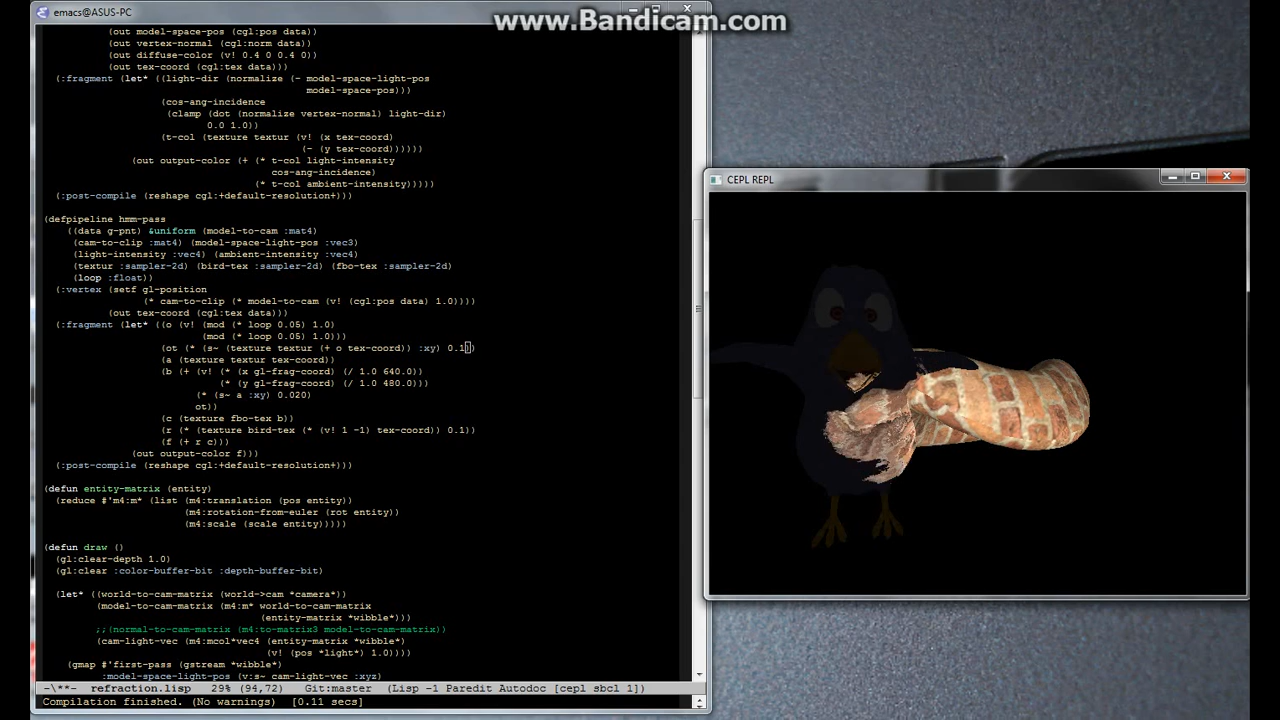 emacs@ASUS-PC
www.Bandicam.com
(out model-space-pos (cgl:pos data))
(out vertex-normal (cgl:norm data))
(out diffuse-color (v! 0.4 0 0.4 0))
(out tex-coord (cgl:tex data)))
(:fragment (let* ((light-dir (normalize (- model-space-light-pos
model-space-pos)))
(cos-ang-incidence
(clamp (dot (normalize vertex-normal) light-dir)
0.0 1.0))
(t-col (texture textur (v! (x tex-coord)
(- (y tex-coord))))))
(out output-color (+ (* t-col light-intensity
cos-ang-incidence)
(* t-col ambient-intensity)))))
(:post-compile (reshape cgl:+default-resolution+)))
(defpipeline hmm-pass
((data g-pnt) &uniform (model-to-cam :mat4)
(cam-to-clip :mat4) (model-space-light-pos :vec3)
(light-intensity :vec4) (ambient-intensity :vec4)
(textur :sampler-2d) (bird-tex :sampler-2d) (fbo-tex :sampler-2d)
(loop :float))
(:vertex (setf gl-position
(* cam-to-clip (* model-to-cam (v! (cgl:pos data) 1.0))))
(out tex-coord (cgl:tex data)))
(:fragment (let* ((o (v! (mod (* loop 0.05) 1.0)
(mod (* loop 0.05) 1.0)))
(ot (* (s~ (texture textur (+ o tex-coord)) :xy) 0.1))
(a (texture textur tex-coord))
(b (+ (v! (* (x gl-frag-coord) (/ 1.0 640.0))
(* (y gl-frag-coord) (/ 1.0 480.0)))
(* (s~ a :xy) 0.020)
ot))
(c (texture fbo-tex b))
(r (* (texture bird-tex (* (v! 1 -1) tex-coord)) 0.1))
(f (+ r c)))
(out output-color f)))
(:post-compile (reshape cgl:+default-resolution+)))
(defun entity-matrix (entity)
(reduce #'m4:m* (list (m4:translation (pos entity))
(m4:rotation-from-euler (rot entity))
(m4:scale (scale entity)))))
(defun draw ()
(gl:clear-depth 1.0)
(gl:clear :color-buffer-bit :depth-buffer-bit)
(let* ((world-to-cam-matrix (world->cam *camera*))
(model-to-cam-matrix (m4:m* world-to-cam-matrix
(entity-matrix *wibble*)))
;;(normal-to-cam-matrix (m4:to-matrix3 model-to-cam-matrix))
(cam-light-vec (m4:mcol*vec4 (entity-matrix *wibble*)
(v! (pos *light*) 1.0))))
(gmap #'first-pass (gstream *wibble*)
:model-space-light-pos (v:s~ cam-light-vec :xyz)
-\**- refraction.lisp 29% (94,72) Git:master (Lisp -1 Paredit Autodoc [cepl sbcl 1])
Compilation finished. (No warnings) [0.11 secs]
CEPL REPL